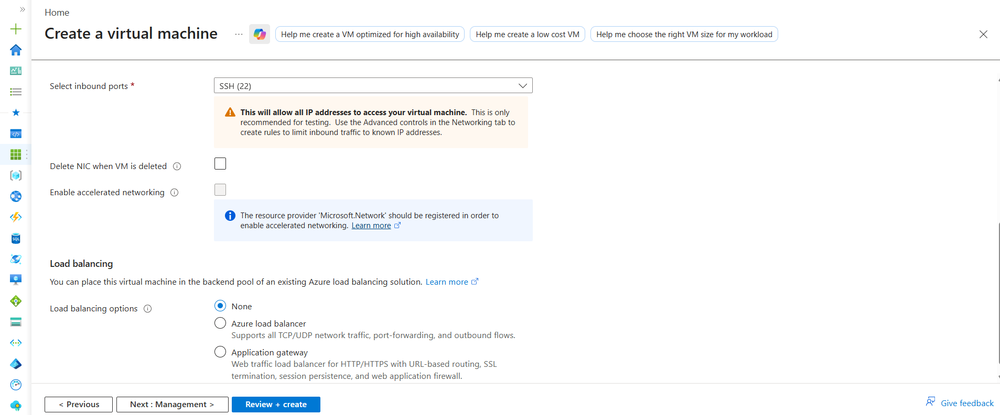 Home
Create a virtual machine
...
Help me create a VM optimized for high availability
Help me create a low cost VM
Help me choose the right VM size for my workload
Select inbound ports *
SSH (22)
This will allow all IP addresses to access your virtual machine. This is only
recommended for testing. Use the Advanced controls in the Networking tab to
create rules to limit inbound traffic to known IP addresses.
Delete NIC when VM is deleted
Enable accelerated networking
The resource provider 'Microsoft.Network' should be registered in order to
enable accelerated networking. Learn more
Load balancing
You can place this virtual machine in the backend pool of an existing Azure load balancing solution. Learn more
Load balancing options
None
Azure load balancer
Supports all TCP/UDP network traffic, port-forwarding, and outbound flows.
Application gateway
Web traffic load balancer for HTTP/HTTPS with URL-based routing, SSL
termination, session persistence, and web application firewall.
< Previous
Next : Management >
Review + create
Give feedback
SQL